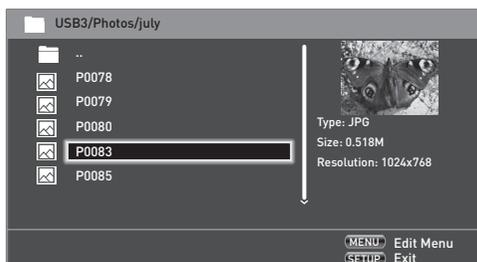 USB3/Photos/july
..
P0078
P0079
P0080
P0083
P0085
Type: JPG
Size: 0.518M
Resolution: 1024x768
MENU Edit Menu
SETUP Exit